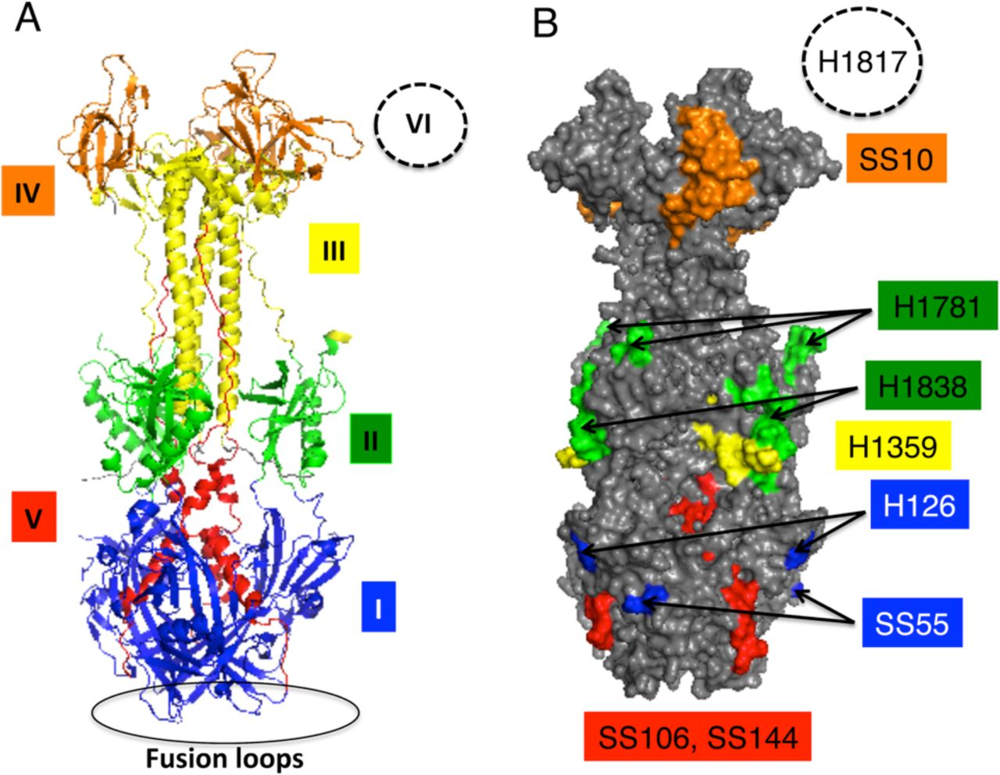 A
VI
IV
III
II
V
I
Fusion loops
B
H1817
SS10
H1781
H1838
H1359
H126
SS55
SS106, SS144